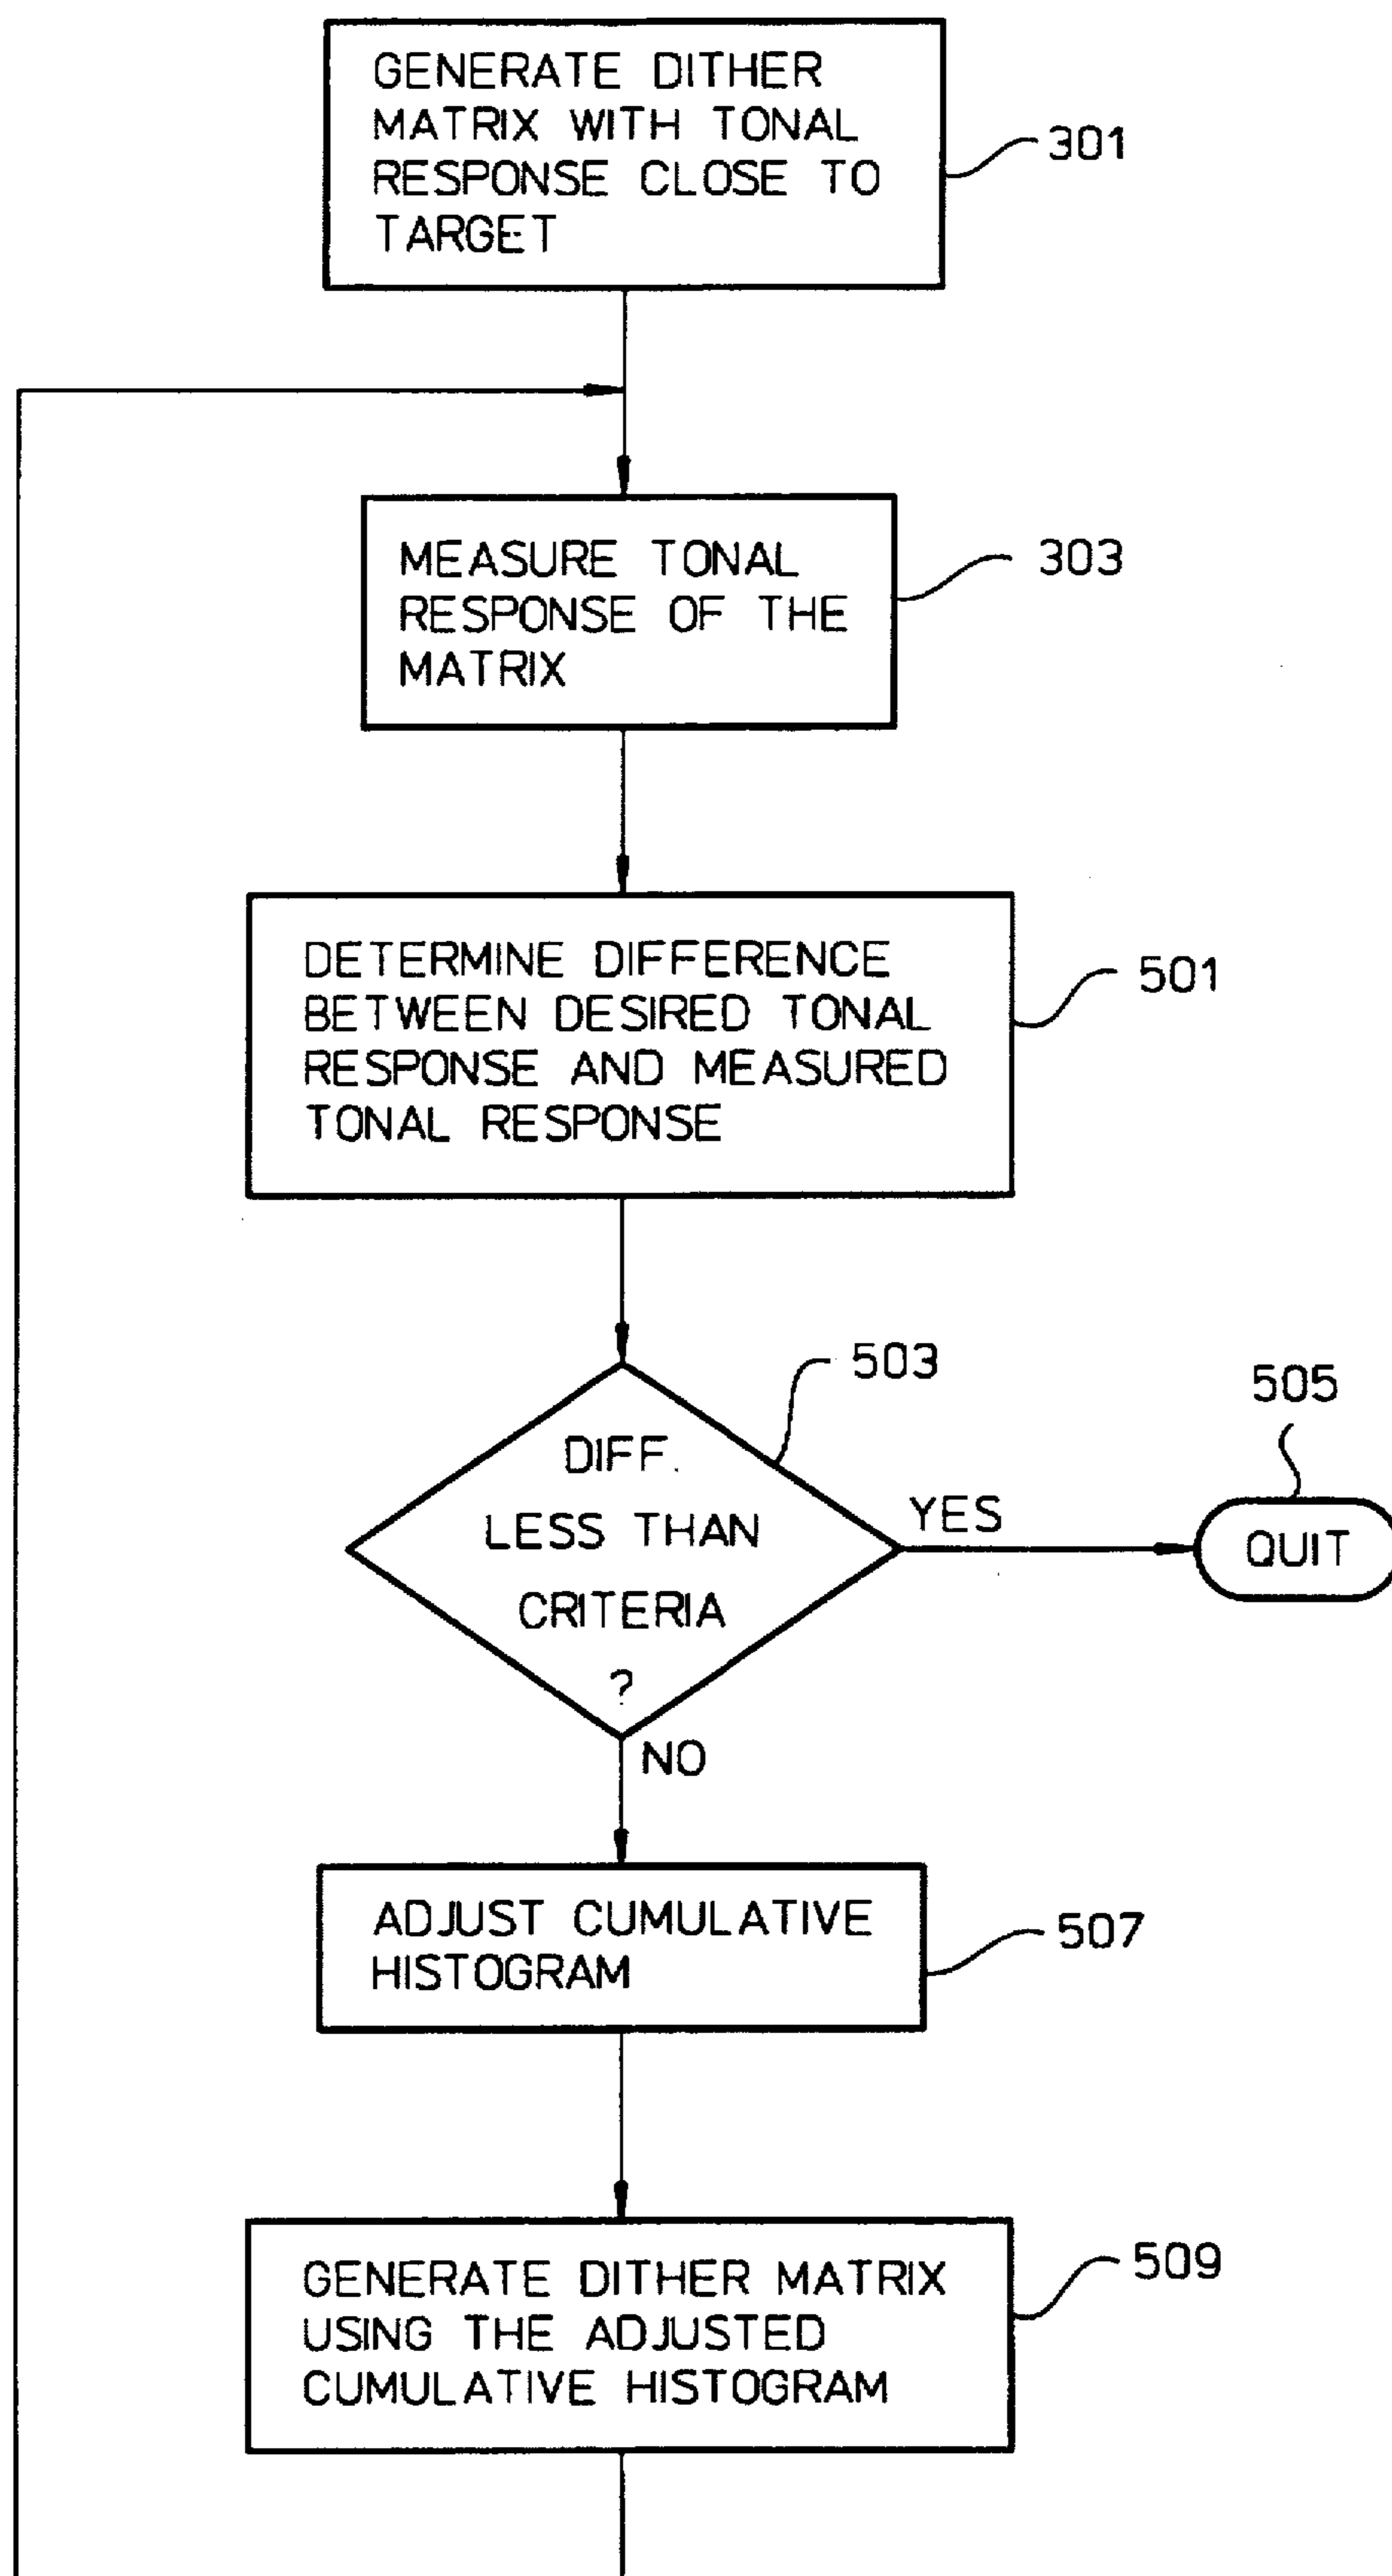 GENERATE DITHER
MATRIX WITH TONAL
RESPONSE CLOSE TO
TARGET
301
MEASURE TONAL
RESPONSE OF THE
MATRIX
303
DETERMINE DIFFERENCE
BETWEEN DESIRED TONAL
RESPONSE AND MEASURED
TONAL RESPONSE
501
503
DIFF.
LESS THAN
CRITERIA
?
YES
505
QUIT
NO
ADJUST CUMULATIVE
HISTOGRAM
507
GENERATE DITHER MATRIX
USING THE ADJUSTED
CUMULATIVE HISTOGRAM
509